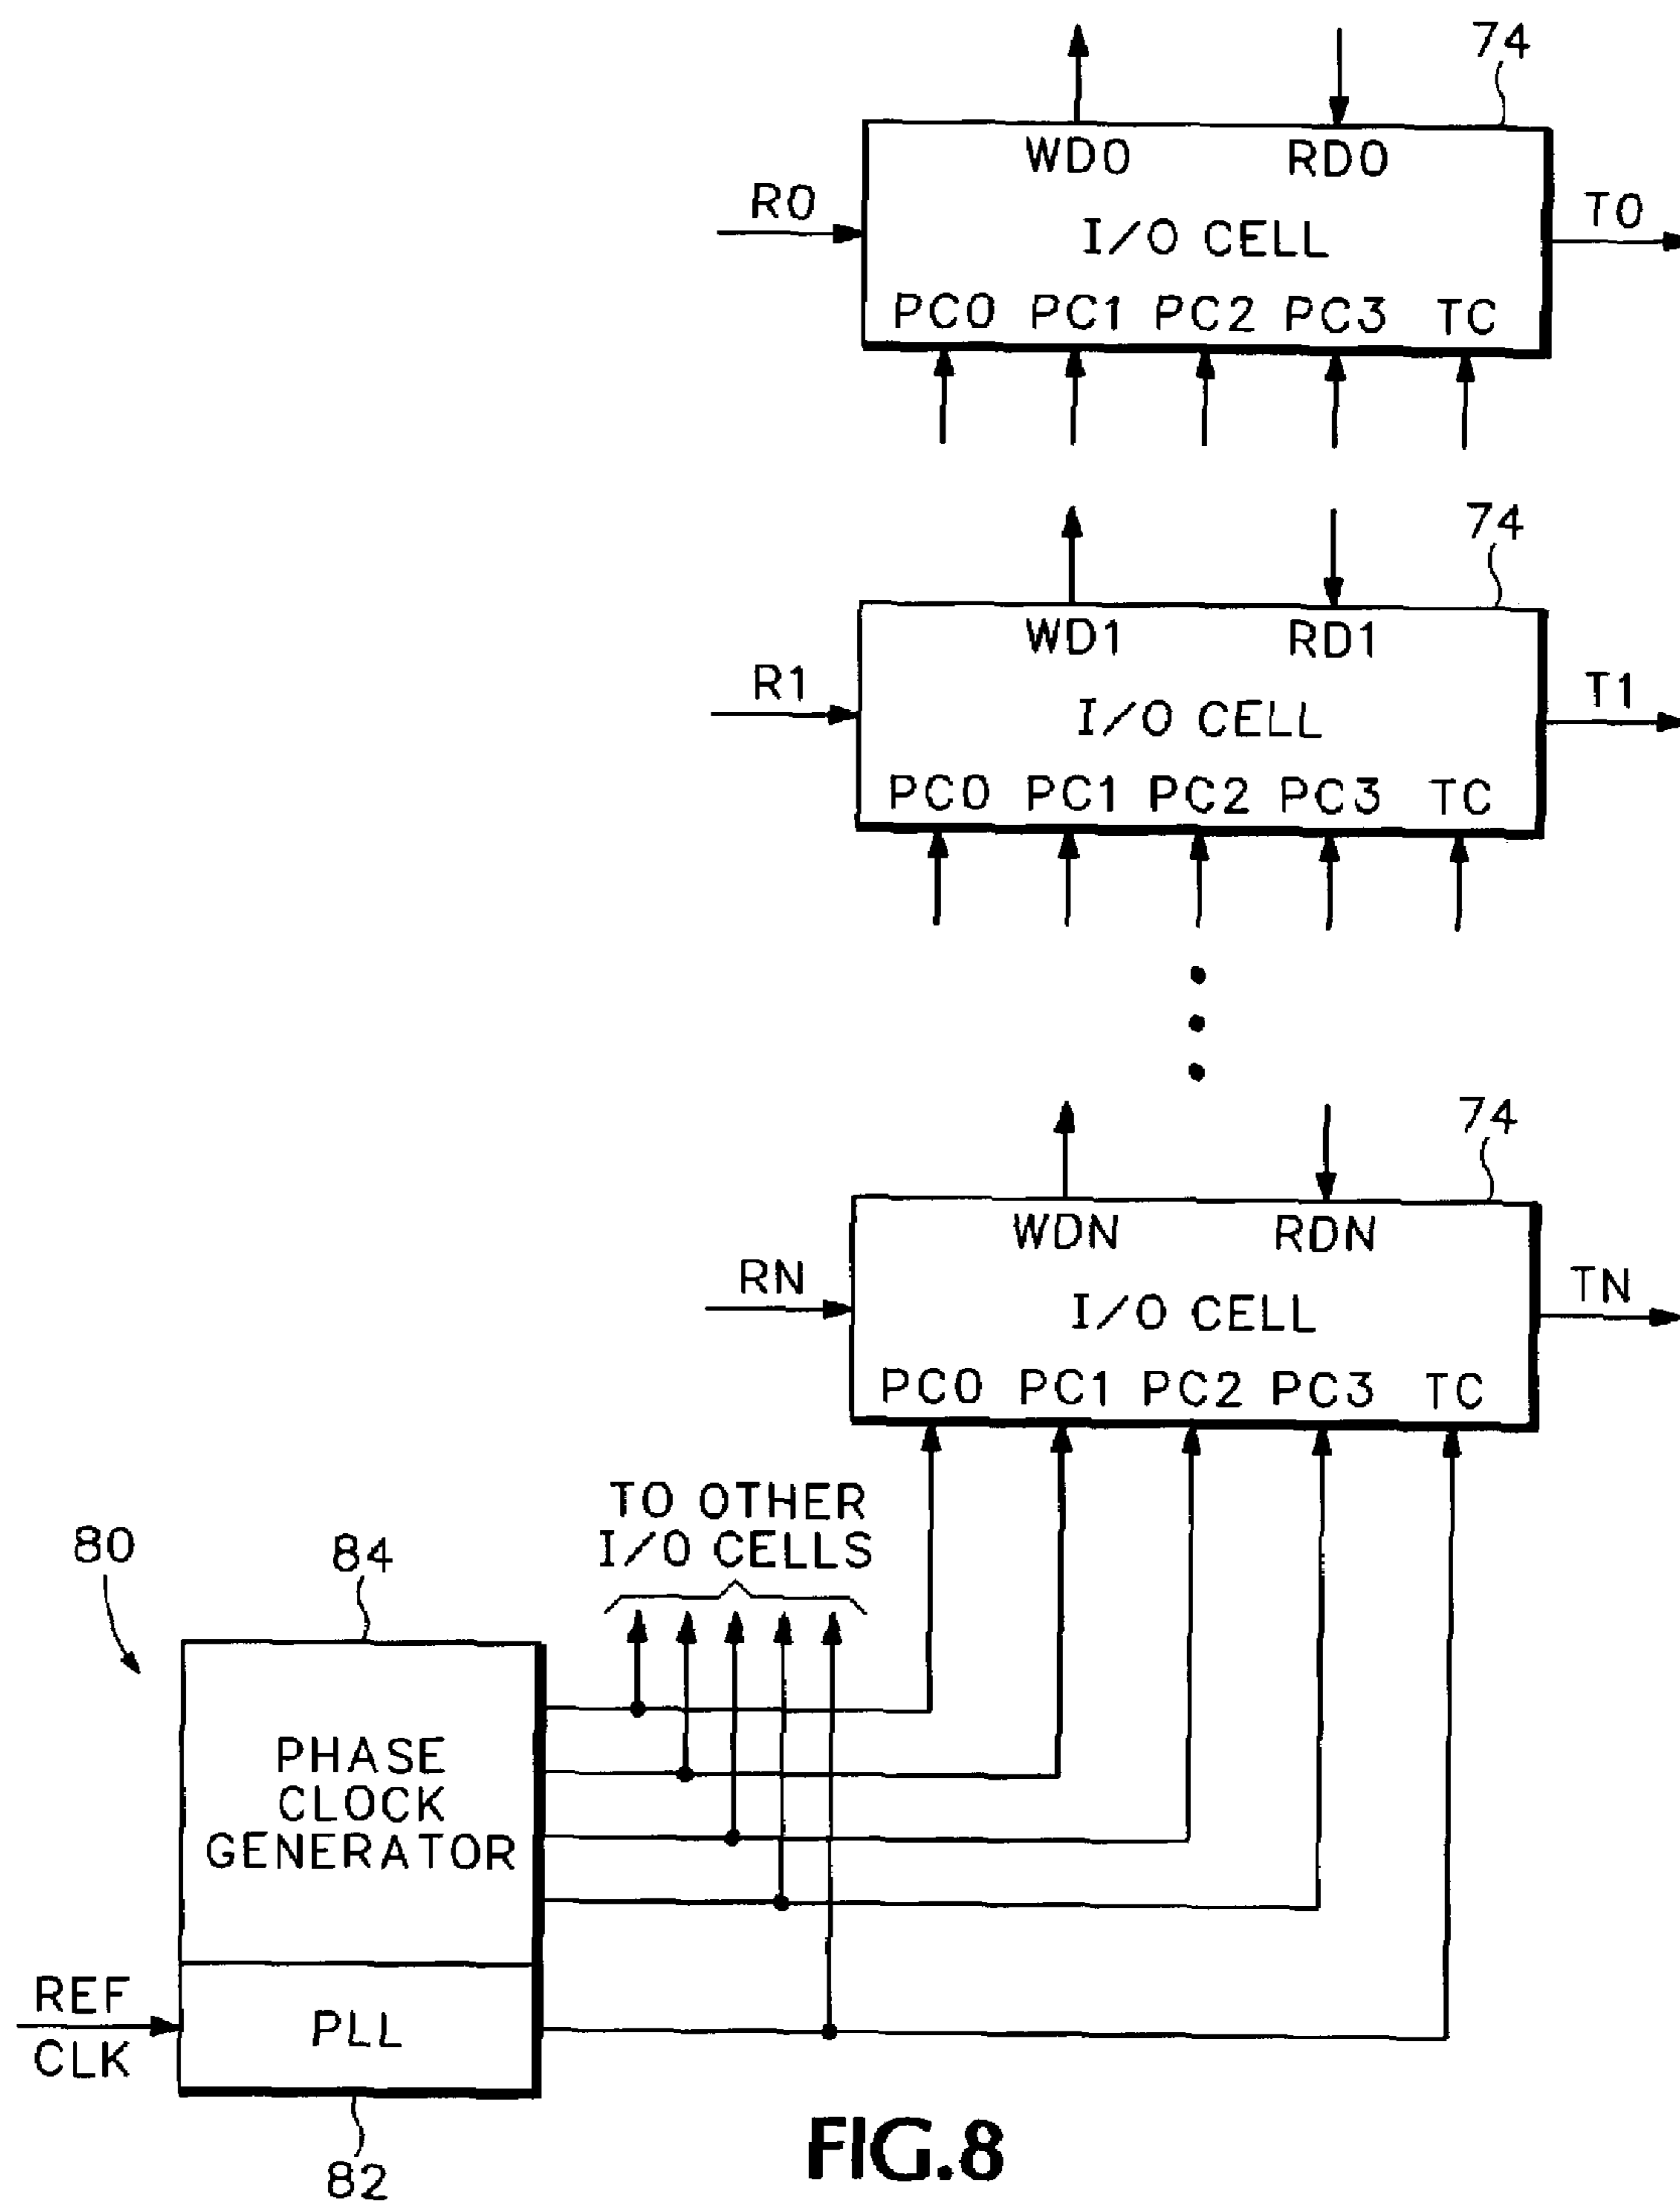 74
WD0 RD0
R0
T0
I/O CELL
PC0 PC1 PC2 PC3 TC
74
WD1 RD1
R1
T1
I/O CELL
PC0 PC1 PC2 PC3 TC
74
WDN RDN
RN
TN
I/O CELL
PC0 PC1 PC2 PC3 TC
TO OTHER
I/O CELLS
80
84
PHASE
CLOCK
GENERATOR
REF
CLK
PLL
82
FIG.8